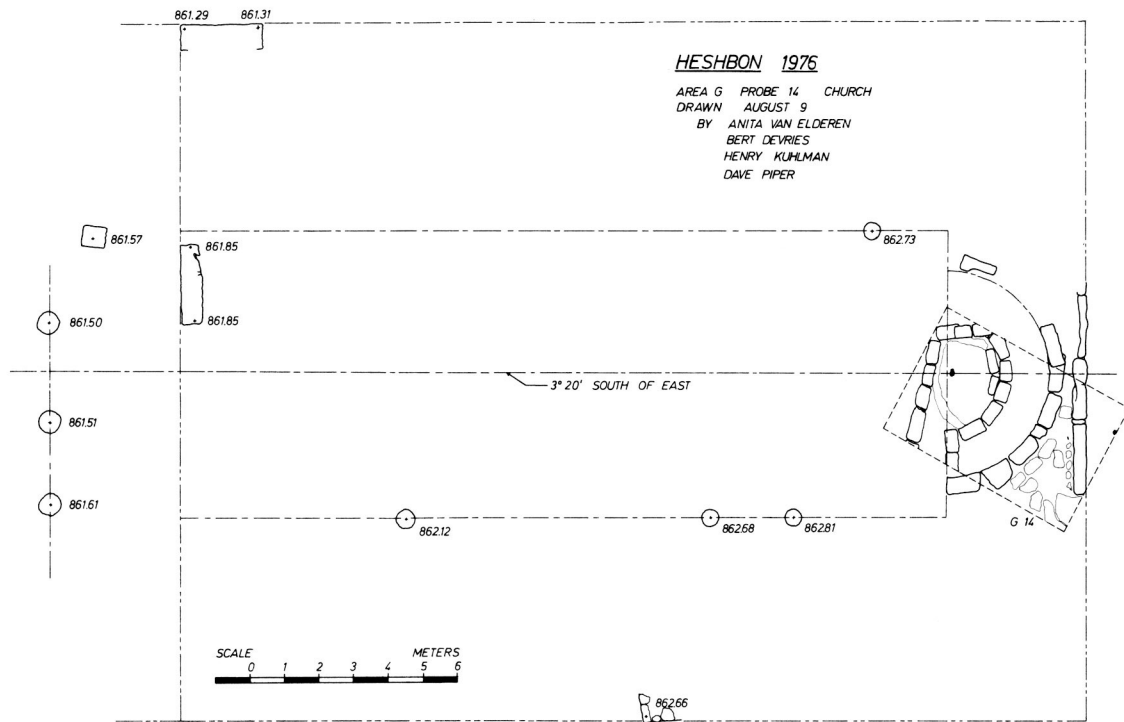 861.29 861.31
HESHBON 1976
AREA G PROBE 14 CHURCH
DRAWN AUGUST 9
BY ANITA VAN ELDEREN
BERT DEVRIES
HENRY KUHLMAN
DAVE PIPER
861.57 861.85 862.73
861.50 861.85
3° 20' SOUTH OF EAST
861.51
861.61
862.12 862.68 862.81 G 14
SCALE METERS
0 1 2 3 4 5 6
862.66